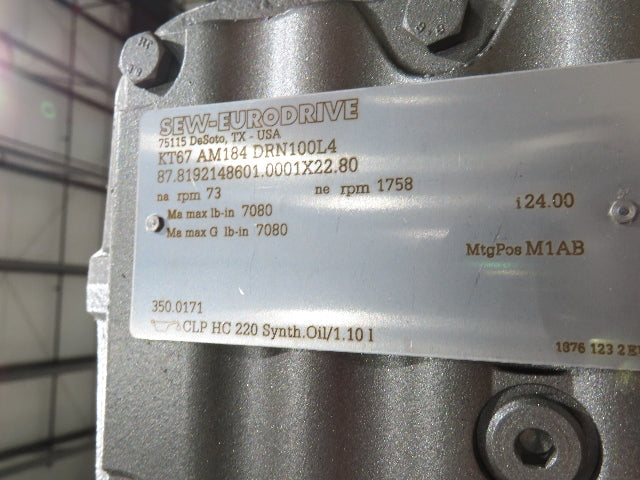 SEW-EURODRIVE
75115 DeSoto, TX - USA
KT67 AM184 DRN100L4
87.8192148601.0001X22.80
na rpm 73 ne rpm 1758 i 24.00
Ma max lb-in 7080
Ma max G lb-in 7080
MtgPos M1AB
350.0171
CLP HC 220 Synth.Oil/1.10 l
1876 123 2